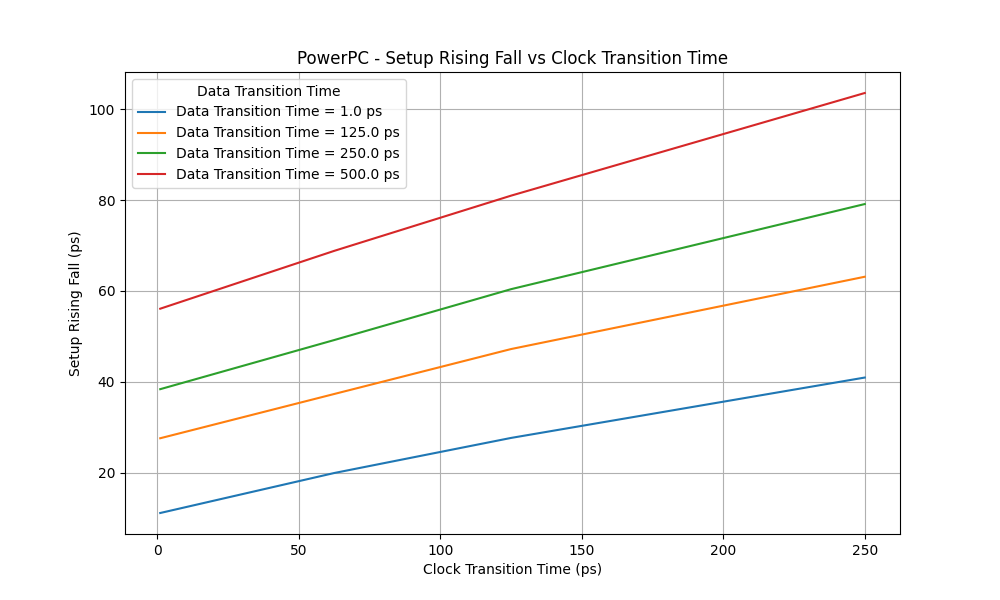 PowerPC - Setup Rising Fall vs Clock Transition Time
Data Transition Time
Data Transition Time = 1.0 ps
Data Transition Time = 125.0 ps
Data Transition Time = 250.0 ps
Data Transition Time = 500.0 ps
Setup Rising Fall (ps)
100
80
60
40
20
0 50 100 150 200 250
Clock Transition Time (ps)